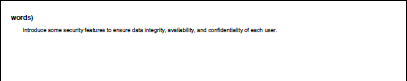 words)
Introduce some security features to ensure data integrity, availability, and confidentiality of each user.